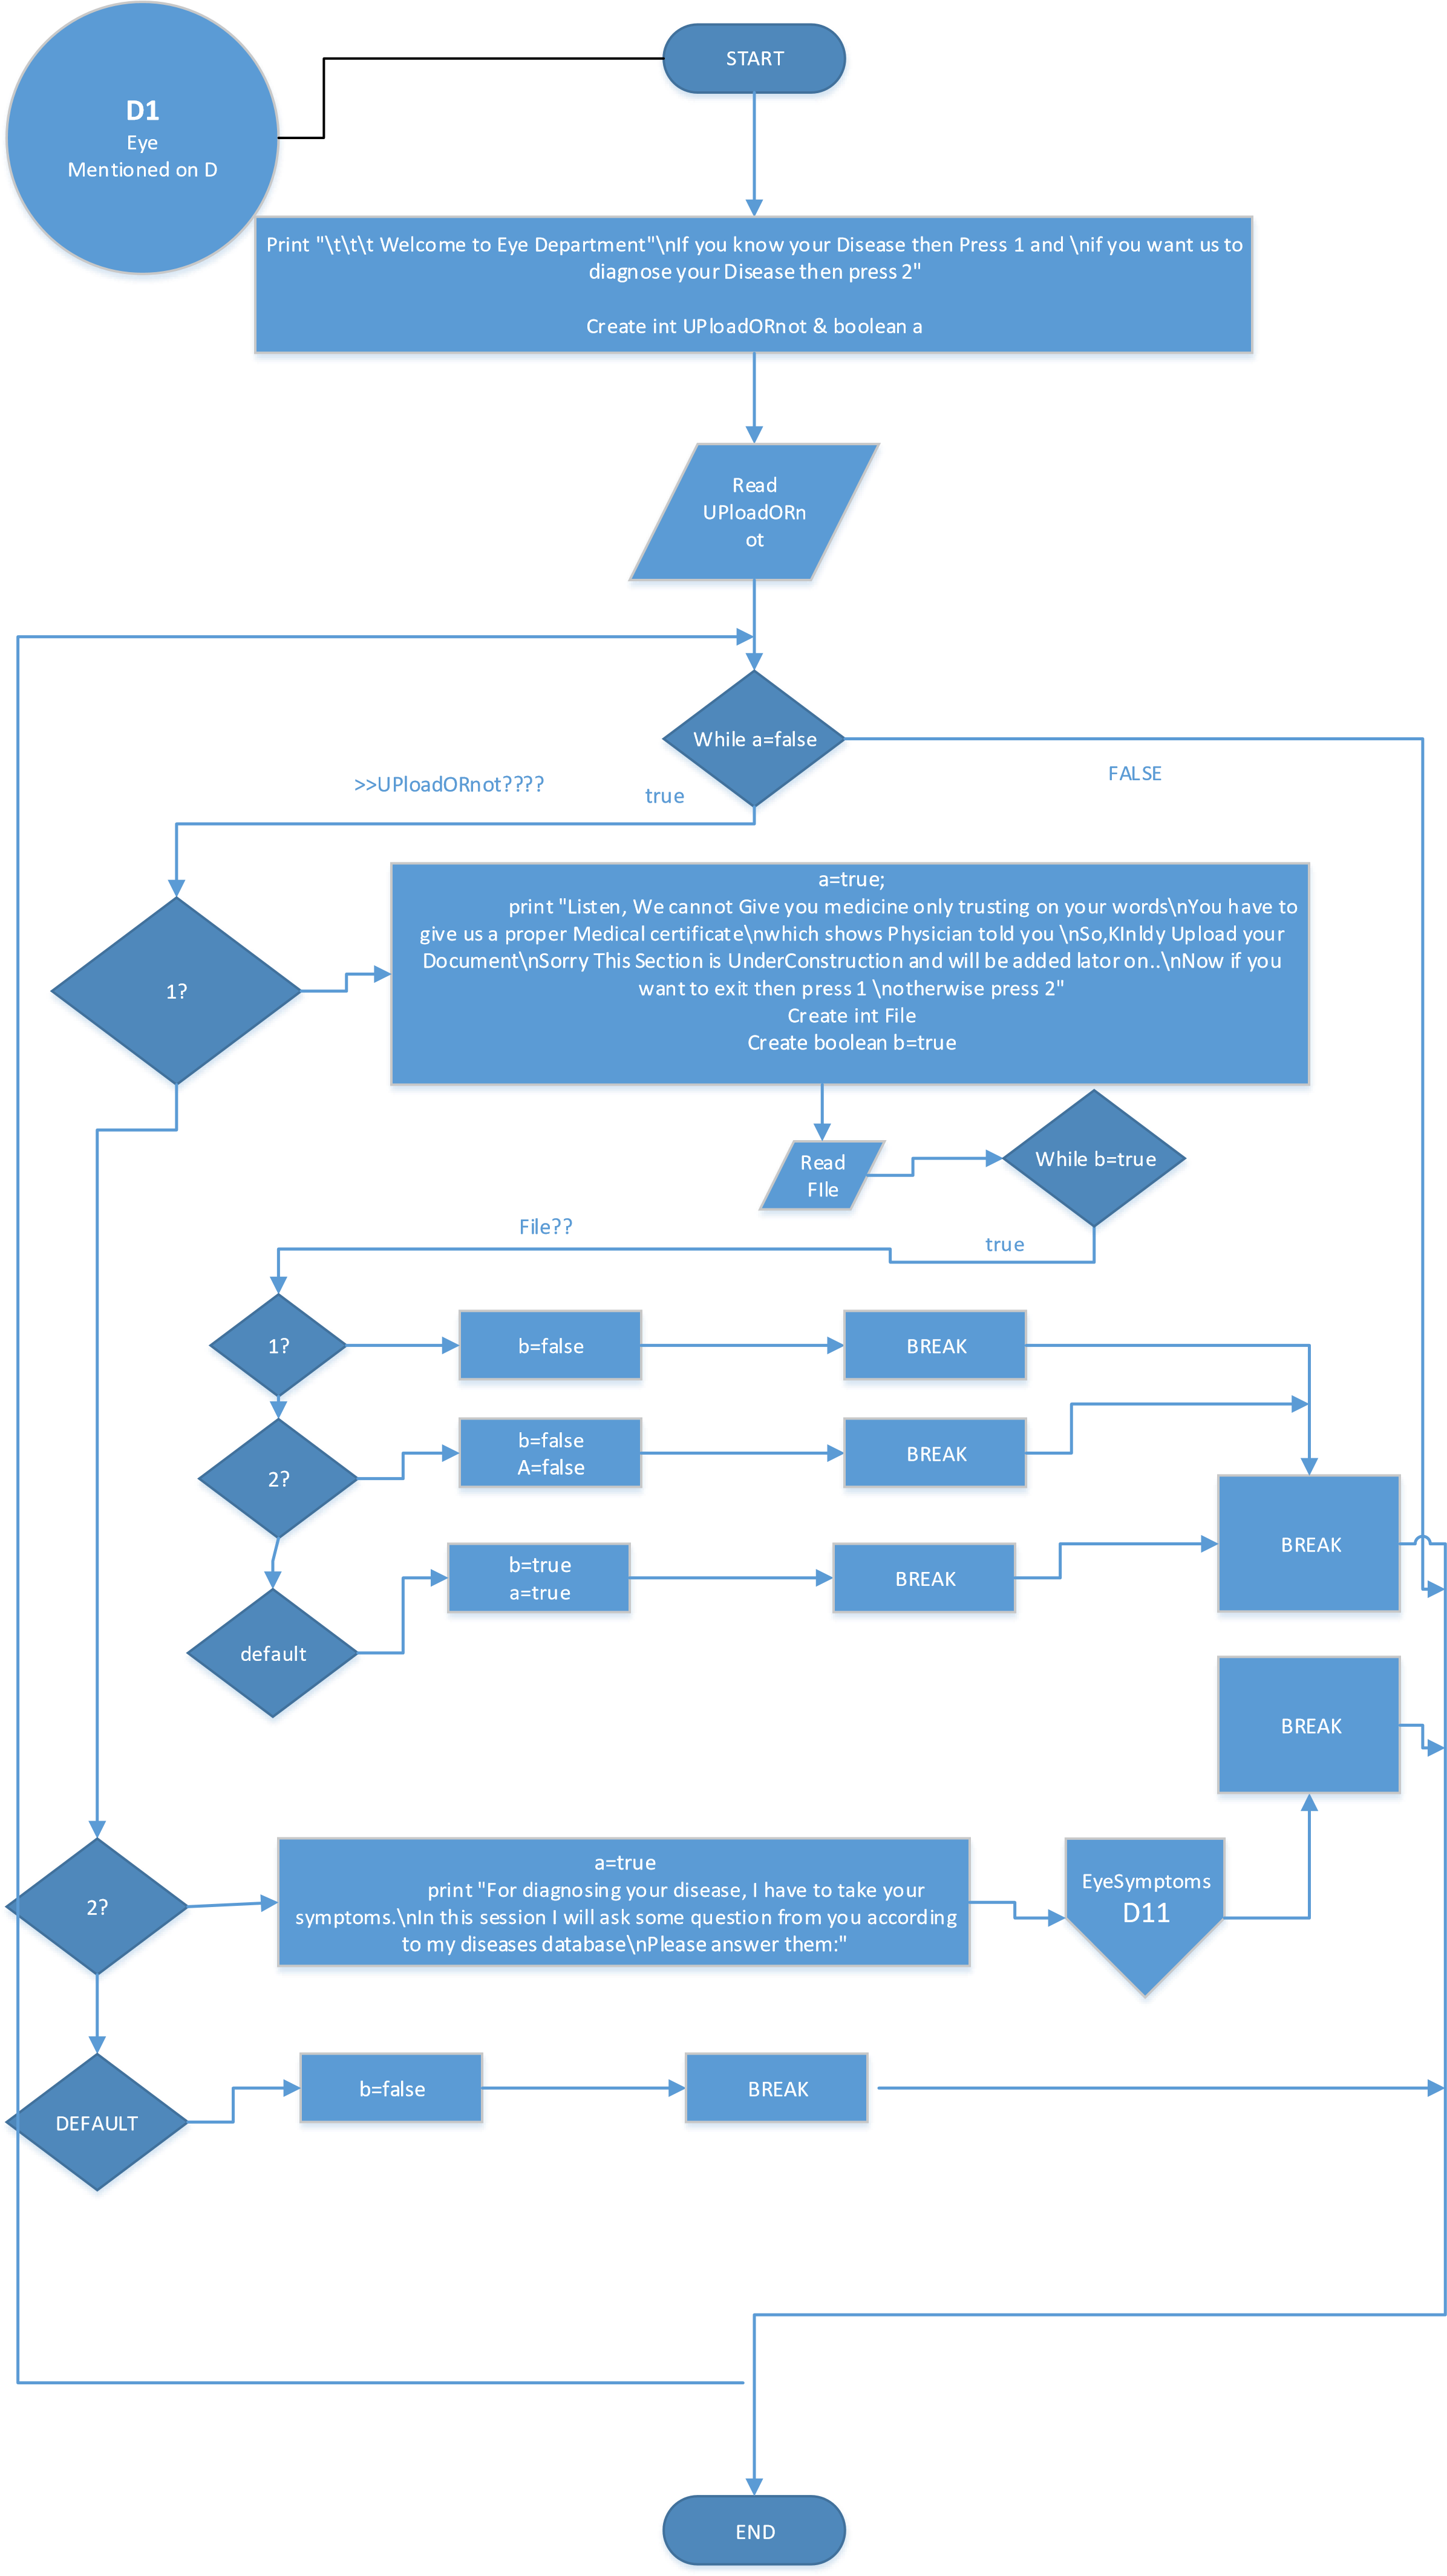 D1
Eye
Mentioned on D
START
Print "\t\t\t Welcome to Eye Department"\nIf you know your Disease then Press 1 and \nif you want us to
diagnose your Disease then press 2"
Create int UPloadORnot & boolean a
Read
UPloadORn
ot
While a=false
>>UPloadORnot????
true
FALSE
1?
a=true;
print "Listen, We cannot Give you medicine only trusting on your words\nYou have to
give us a proper Medical certificate\nwhich shows Physician told you \nSo,KInldy Upload your
Document\nSorry This Section is UnderConstruction and will be added lator on..\nNow if you
want to exit then press 1 \notherwise press 2"
Create int File
Create boolean b=true
Read
FIle
While b=true
File??
true
1?
b=false
BREAK
2?
b=false
A=false
BREAK
BREAK
default
b=true
a=true
BREAK
BREAK
2?
a=true
print "For diagnosing your disease, I have to take your
symptoms.\nIn this session I will ask some question from you according
to my diseases database\nPlease answer them:"
EyeSymptoms
D11
DEFAULT
b=false
BREAK
END